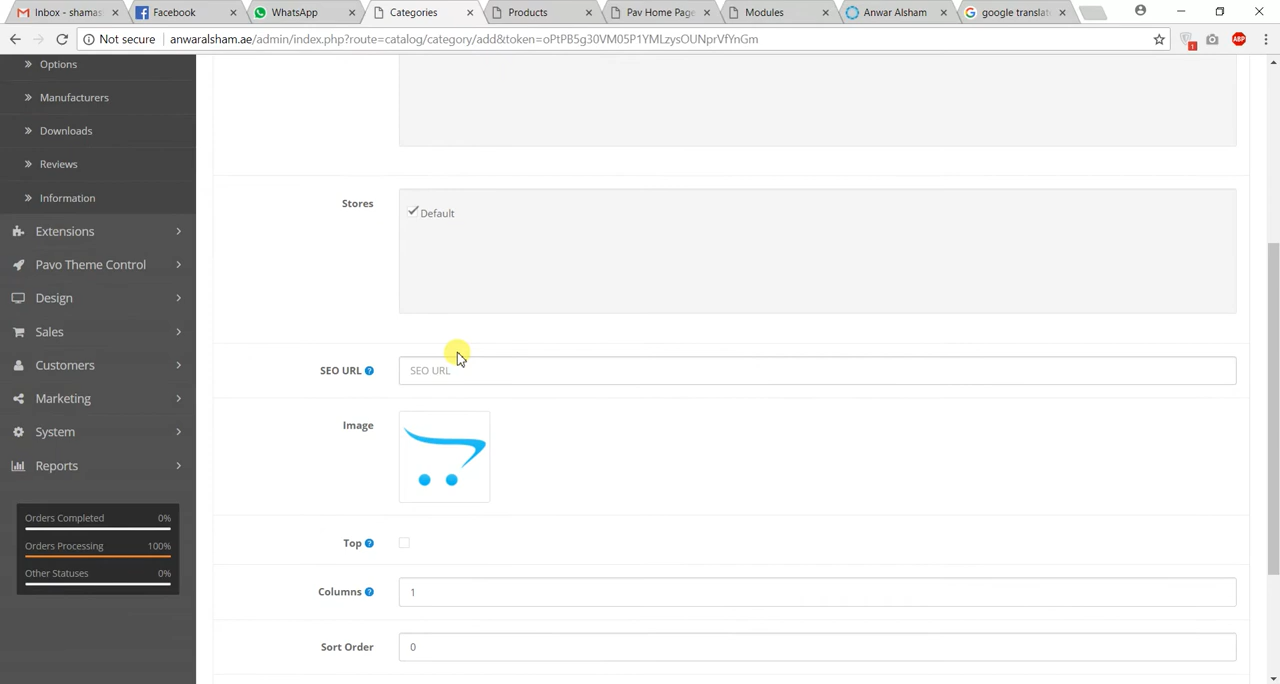 Inbox - shamas
Facebook
WhatsApp
Categories
Products
Pav Home Page
Modules
Anwar Alsham
google translat
Not secure
anwaralsham.ae/admin/index.php?route=catalog/category/add&token=oPtPB5g30VM05P1YMLzysOUNprVfYnGm
1
ABP
Options
Manufacturers
Downloads
Reviews
Information
Extensions
Pavo Theme Control
Design
Sales
Customers
Marketing
System
Reports
Orders Completed 0%
Orders Processing 100%
Other Statuses 0%
Stores
Default
SEO URL ?
SEO URL
Image
Top ?
Columns ?
1
Sort Order
0